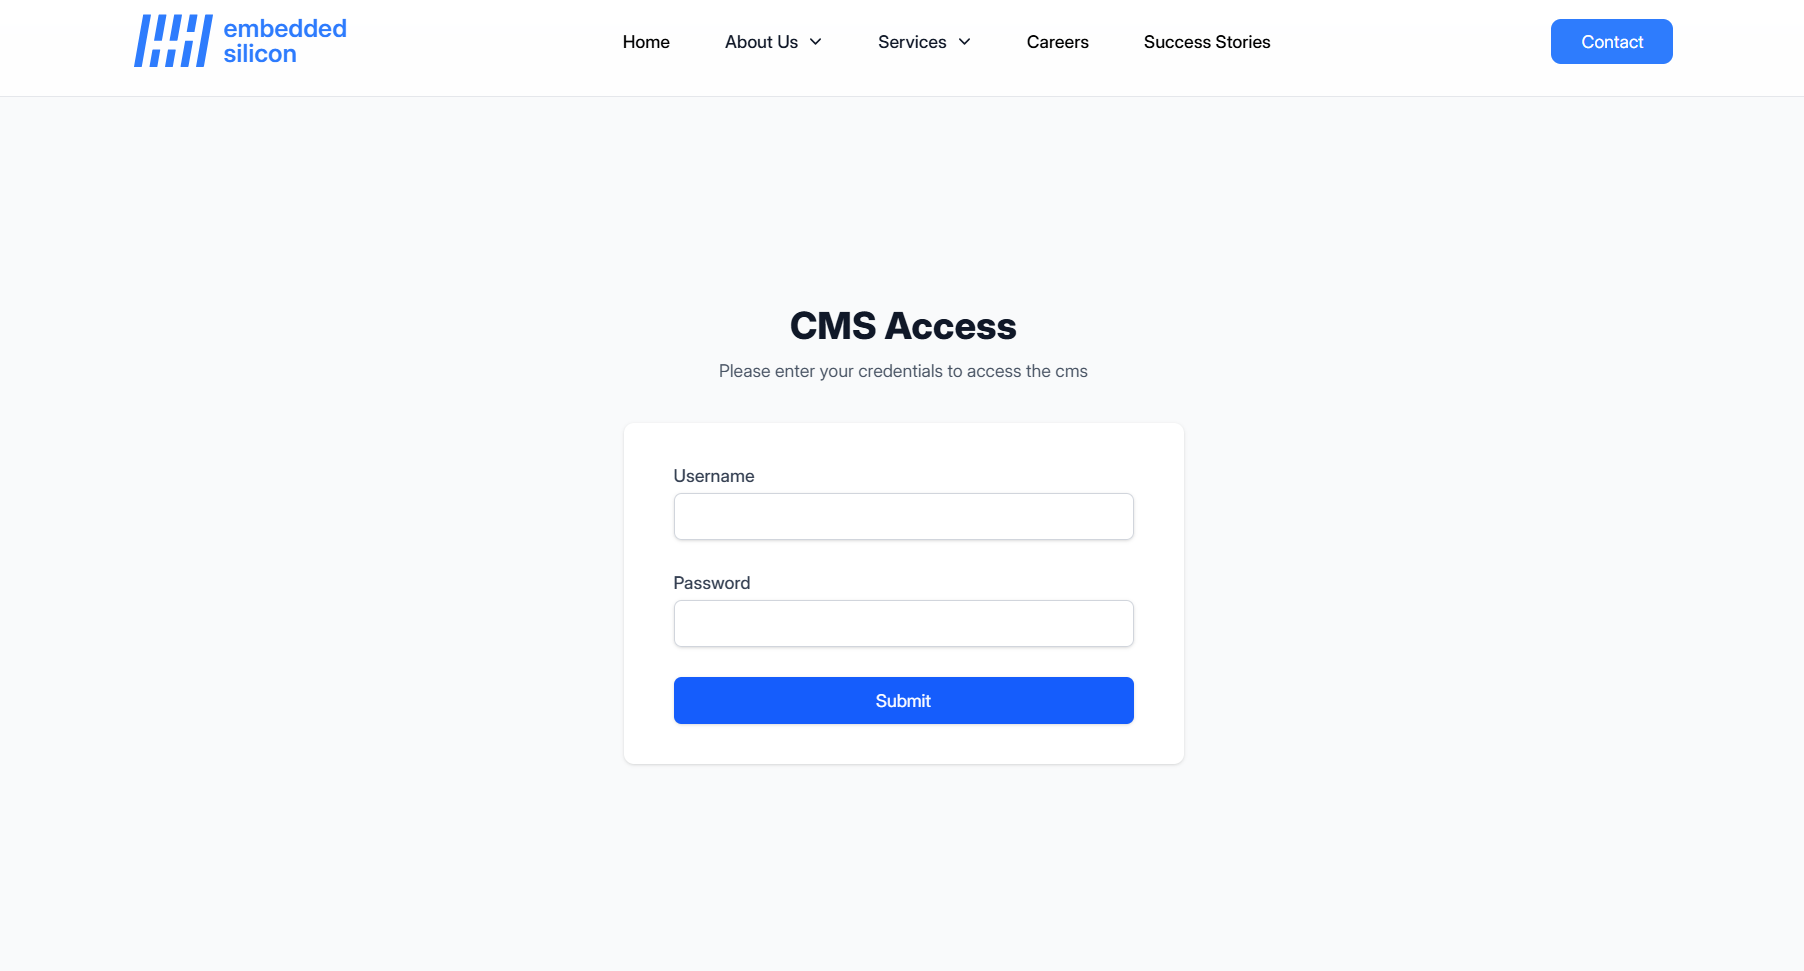 embedded
silicon
Home
About Us
Services
Careers
Success Stories
Contact
CMS Access
Please enter your credentials to access the cms
Username
Password
Submit